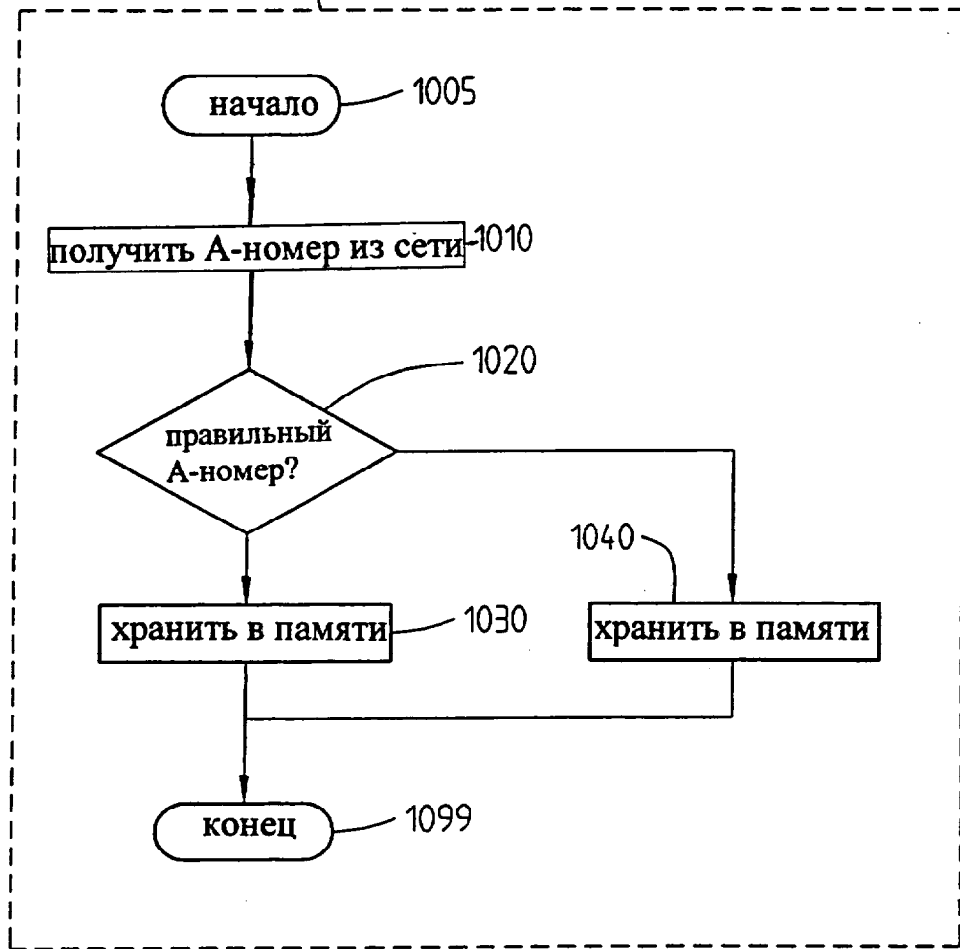 начало
1005
получить А-номер из сети
1010
1020
правильный
А-номер?
1040
хранить в памяти
1030
хранить в памяти
конец
1099